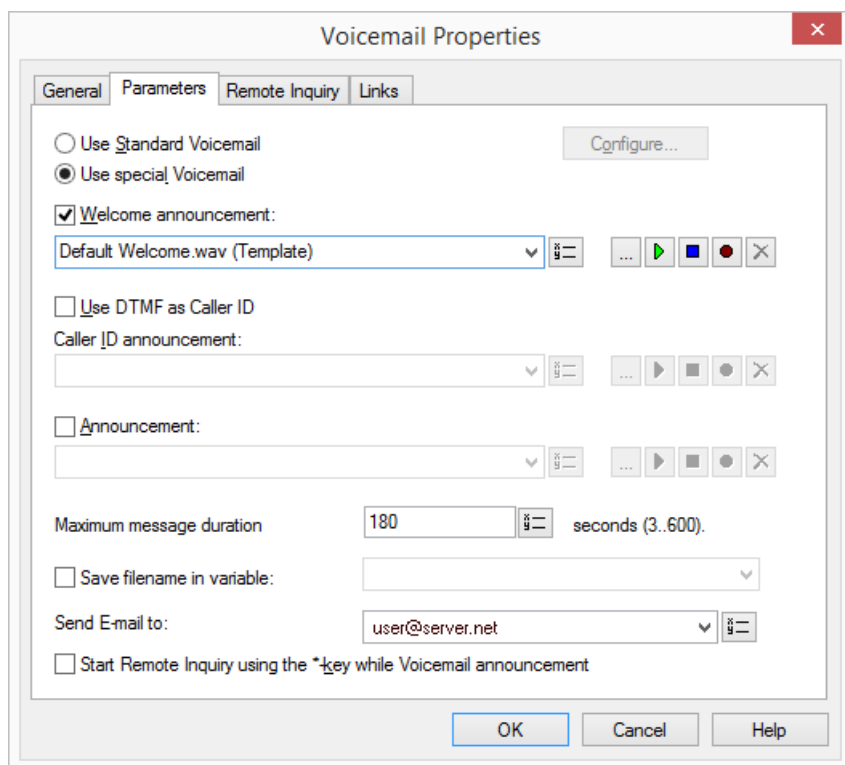 Voicemail Properties
General Parameters Remote Inquiry Links
Use Standard Voicemail Configure...
Use special Voicemail
Welcome announcement:
Default Welcome.wav (Template) ...
Use DTMF as Caller ID
Caller ID announcement:
...
Announcement:
...
Maximum message duration 180 seconds (3..600).
Save filename in variable:
Send E-mail to: user@server.net
Start Remote Inquiry using the *-key while Voicemail announcement
OK Cancel Help